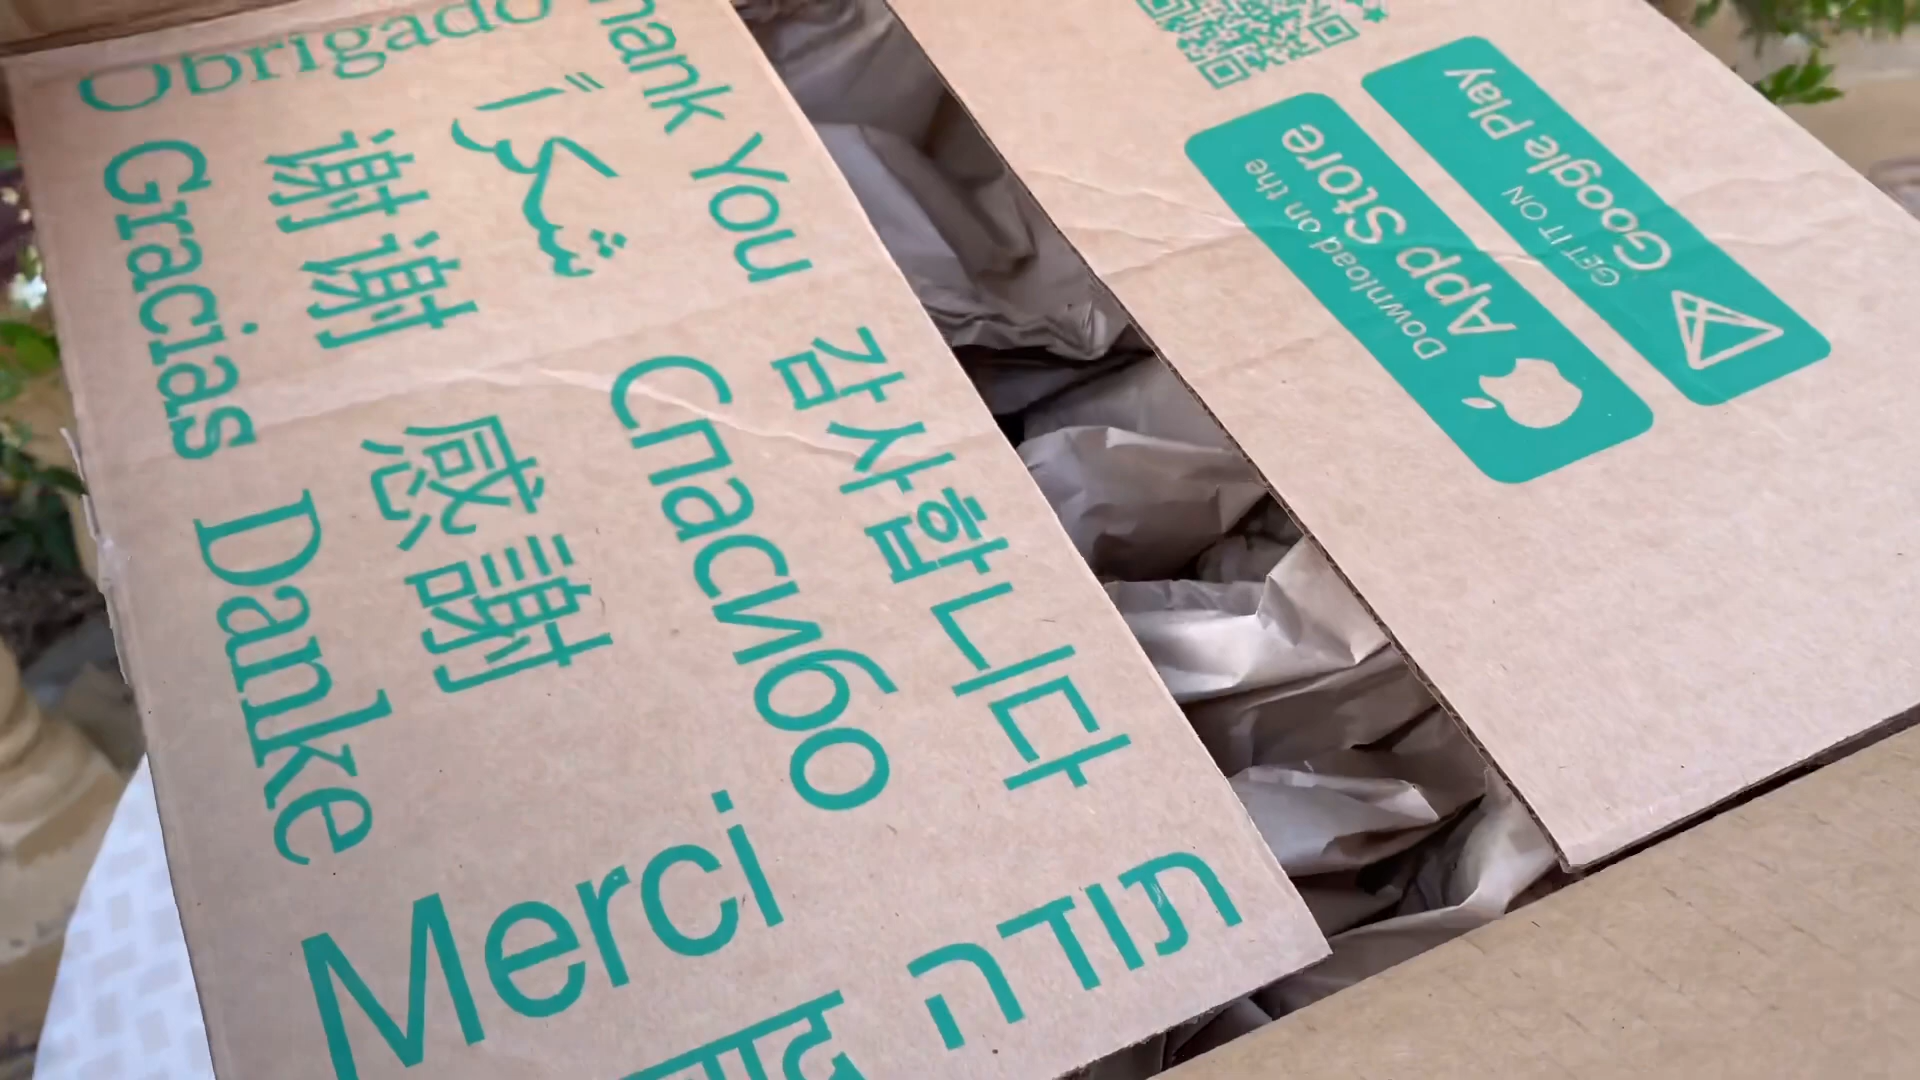 Obrigado
Thank You
شكراً
謝謝
Gracias
감사합니다
Спасибо
感謝
Danke
Merci
תודה
Download on the
App Store
GET IT ON
Google Play